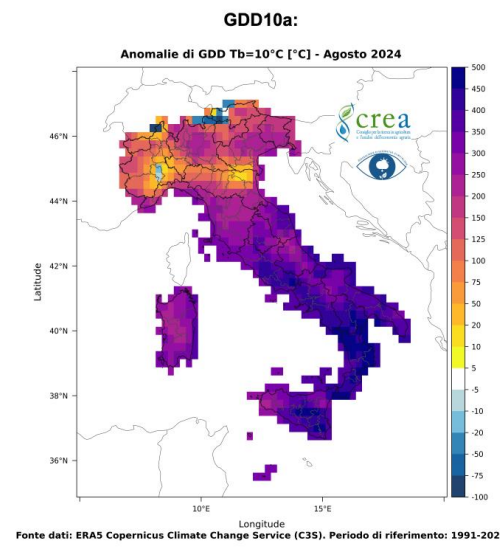 GDD10a:
Anomalie di GDD Tb=10°C [°C] - Agosto 2024
500
450
400
350
300
250
200
150
125
100
75
50
20
10
5
-5
-10
-20
-50
-75
-100
crea
46°N
44°N
42°N
40°N
38°N
36°N
Latitude
10°E
15°E
Longitude
Fonte dati: ERA5 Copernicus Climate Change Service (C3S). Periodo di riferimento: 1991-202